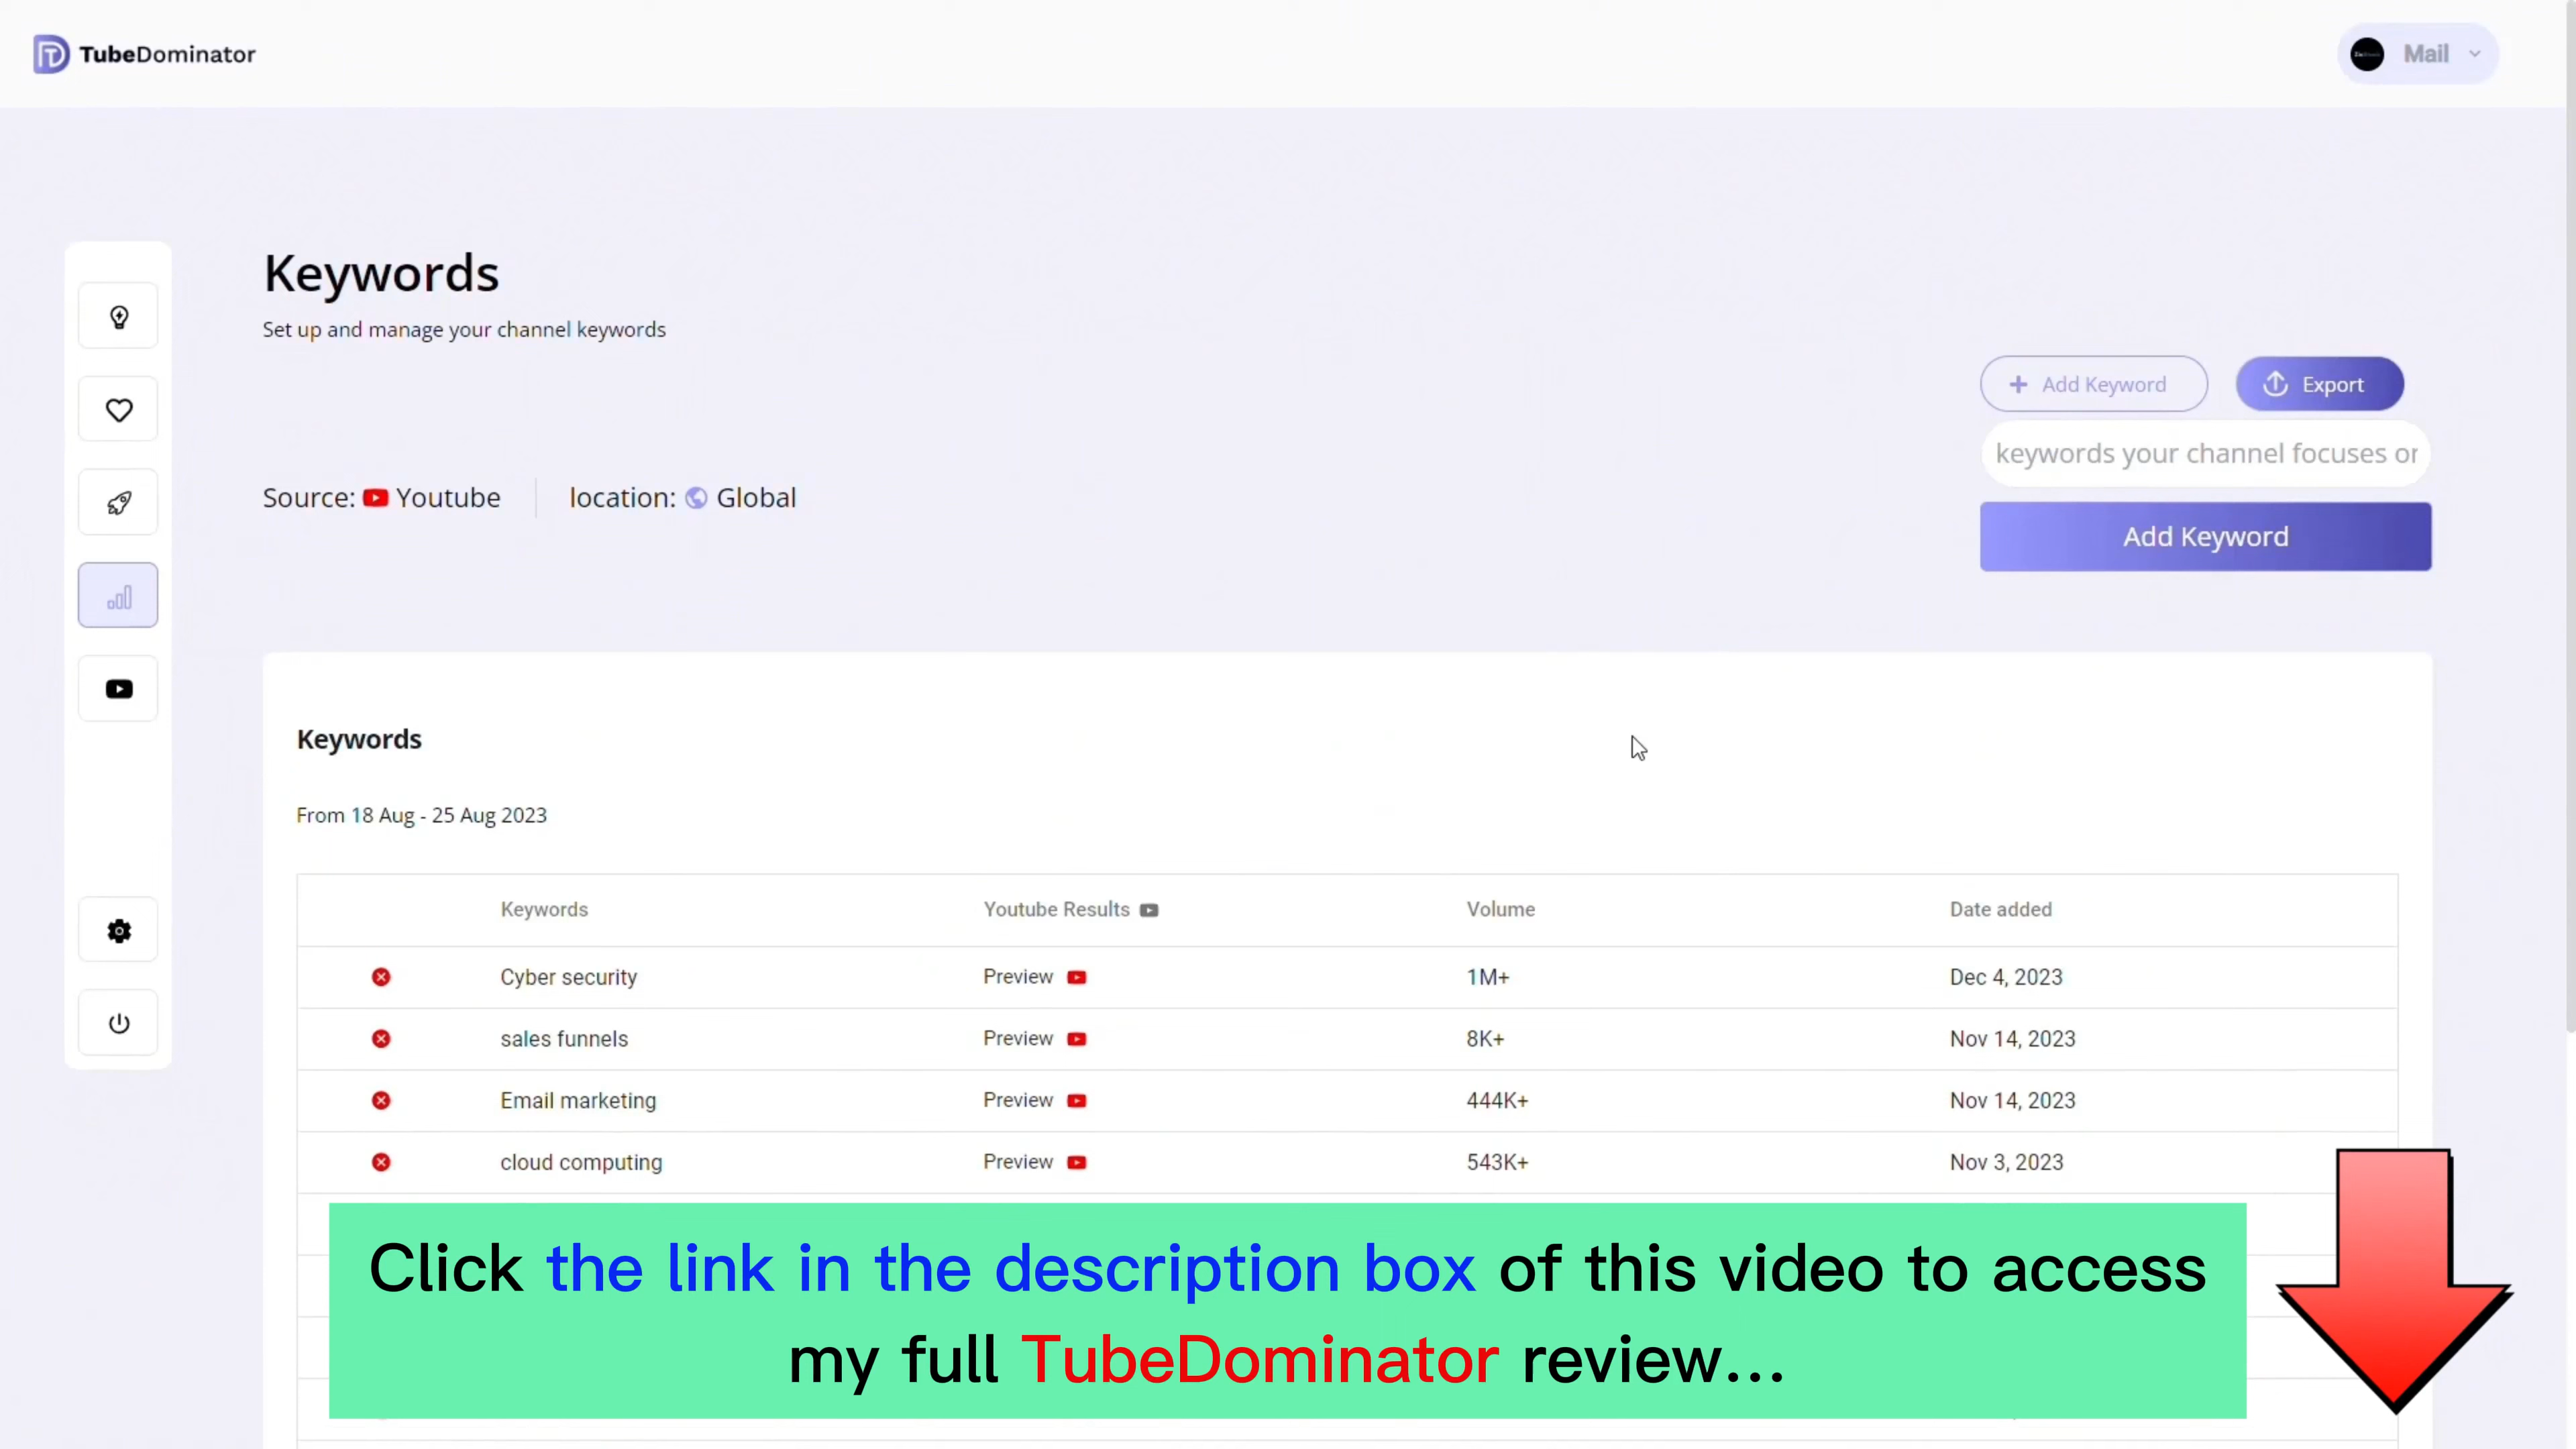 TubeDominator
Mail
Keywords
Set up and manage your channel keywords
+ Add Keyword
Export
keywords your channel focuses or
Source: Youtube
location: Global
Add Keyword
Keywords
From 18 Aug - 25 Aug 2023
Keywords Youtube Results Volume Date added
Cyber security Preview 1M+ Dec 4, 2023
sales funnels Preview 8K+ Nov 14, 2023
Email marketing Preview 444K+ Nov 14, 2023
cloud computing Preview 543K+ Nov 3, 2023
Click the link in the description box of this video to access
my full TubeDominator review...